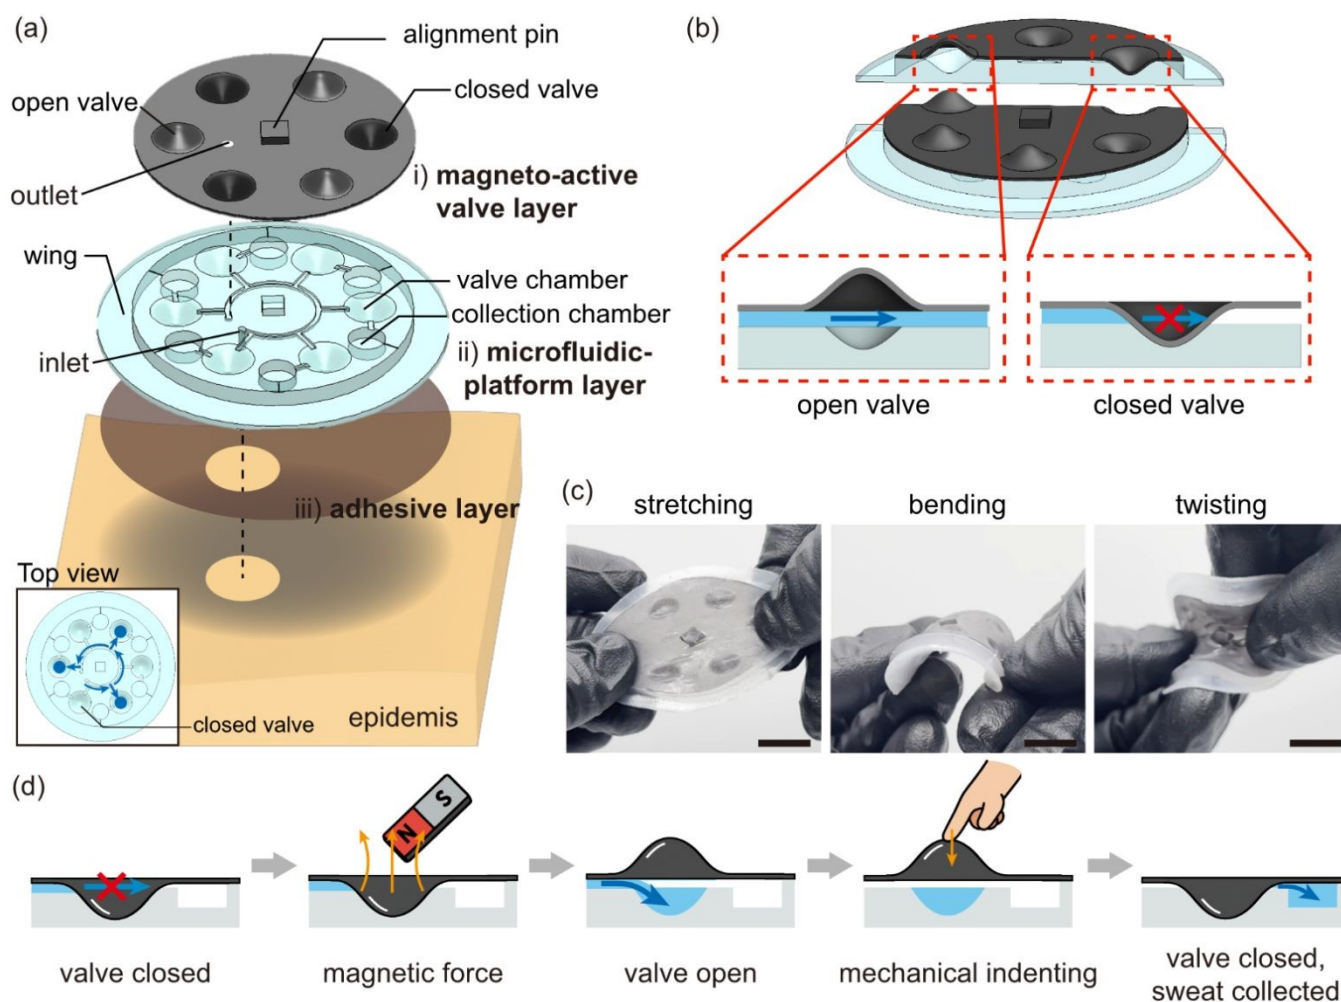 (a)
alignment pin
open valve
closed valve
outlet
i) magneto-active
valve layer
wing
valve chamber
collection chamber
inlet
ii) microfluidic-
platform layer
iii) adhesive layer
Top view
closed valve
epidemis
(b)
open valve
closed valve
(c)
stretching
bending
twisting
(d)
N
S
valve closed
magnetic force
valve open
mechanical indenting
valve closed,
sweat collected